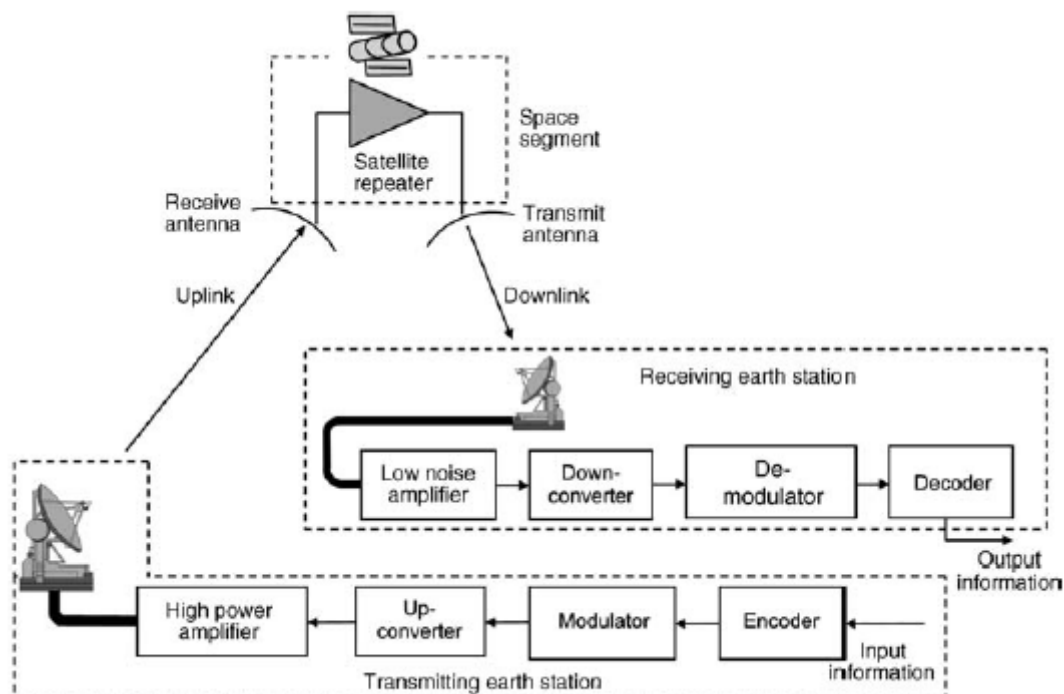 Space
segment
Satellite
repeater
Receive
antenna
Transmit
antenna
Uplink
Downlink
Receiving earth station
Low noise
amplifier
Down-
converter
De-
modulator
Decoder
Output
information
High power
amplifier
Up-
converter
Modulator
Encoder
Input
information
Transmitting earth station